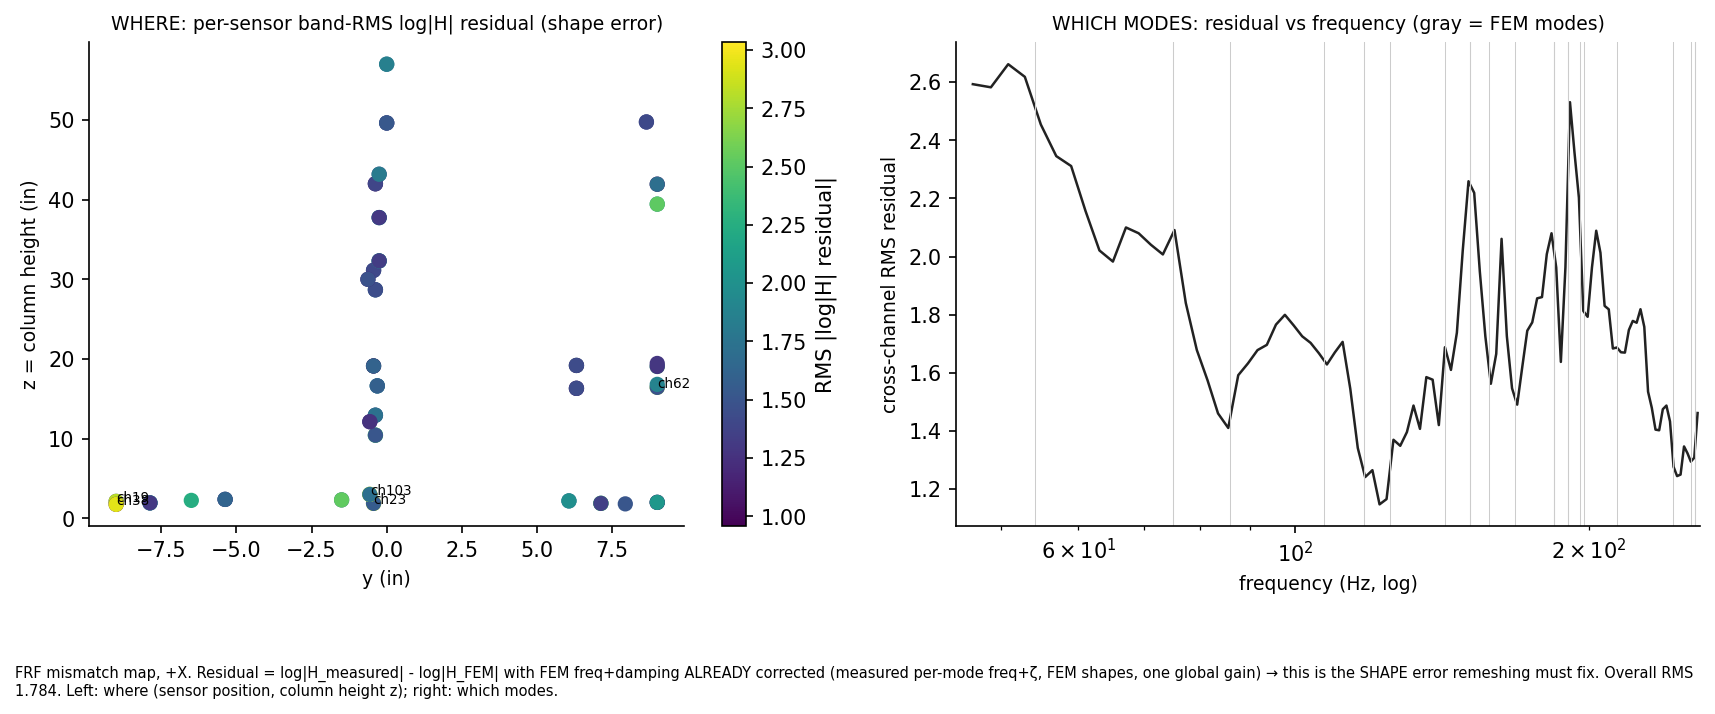 WHERE: per-sensor band-RMS log|H| residual (shape error)
z = column height (in)
50
40
30
20
10
0
ch62
ch103
ch23
−7.5
−5.0
−2.5
0.0
2.5
5.0
7.5
y (in)
3.00
2.75
2.50
2.25
2.00
1.75
1.50
1.25
1.00
RMS |log|H| residual|
WHICH MODES: residual vs frequency (gray = FEM modes)
cross-channel RMS residual
2.6
2.4
2.2
2.0
1.8
1.6
1.4
1.2
6 × 10¹
10²
2 × 10²
frequency (Hz, log)
FRF mismatch map, +X. Residual = log|H_measured| - log|H_FEM| with FEM freq+damping ALREADY corrected (measured per-mode freq+ζ, FEM shapes, one global gain) → this is the SHAPE error remeshing must fix. Overall RMS
1.784. Left: where (sensor position, column height z); right: which modes.